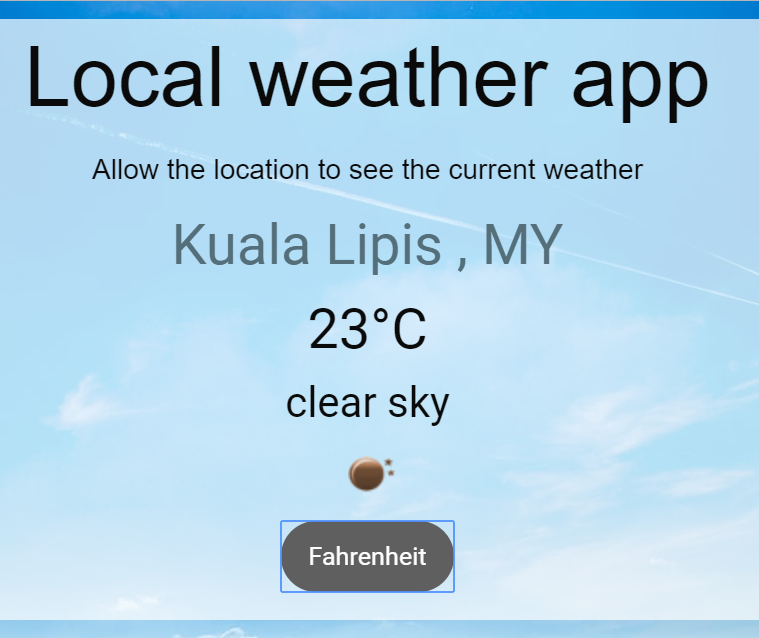 Local weather app
Allow the location to see the current weather
Kuala Lipis , MY
23°C
clear sky
Fahrenheit